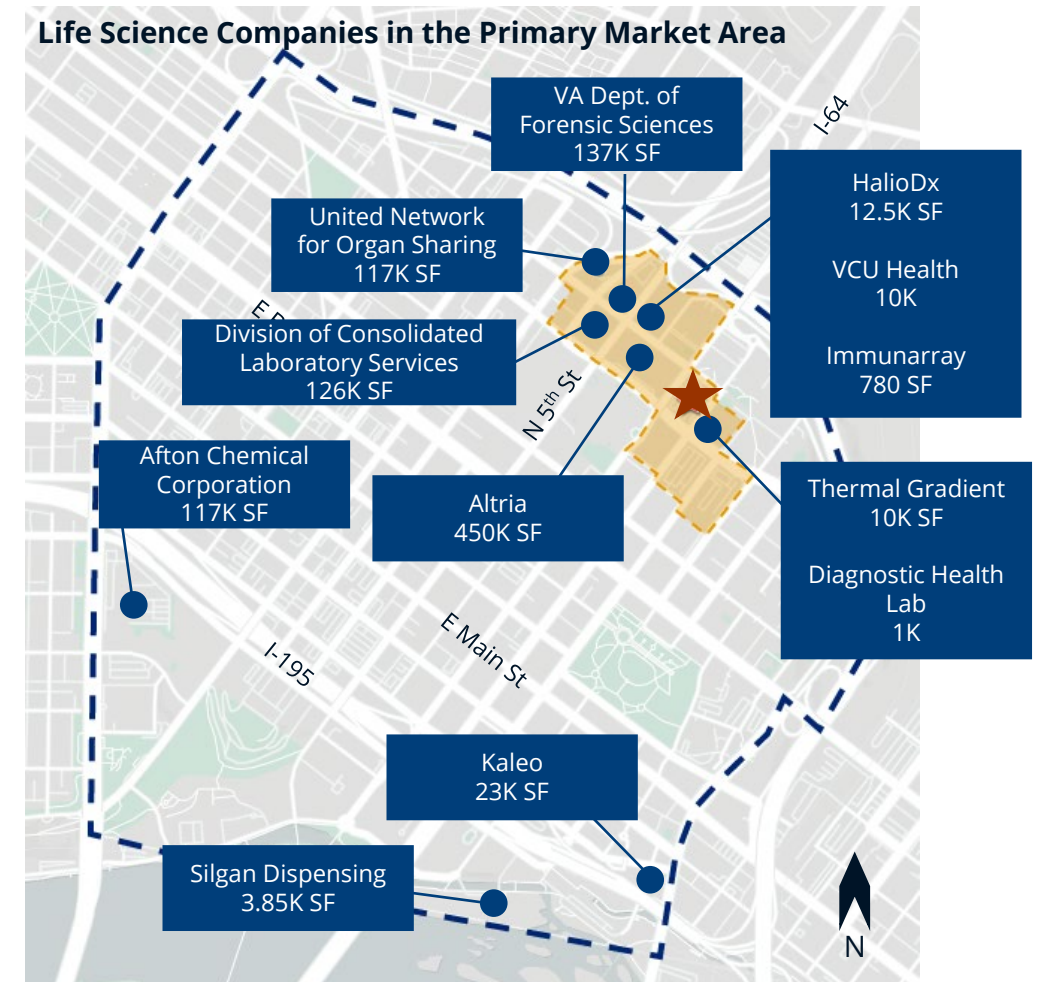 Life Science Companies in the Primary Market Area
VA Dept. of
Forensic Sciences
137K SF
I-64
HalioDx
12.5K SF
VCU Health
10K
Immunarray
780 SF
United Network
for Organ Sharing
117K SF
E
Division of Consolidated
Laboratory Services
126K SF
N 5th St
Afton Chemical
Corporation
117K SF
Altria
450K SF
Thermal Gradient
10K SF
Diagnostic Health
Lab
1K
E Main St
I-195
Kaleo
23K SF
Silgan Dispensing
3.85K SF
N